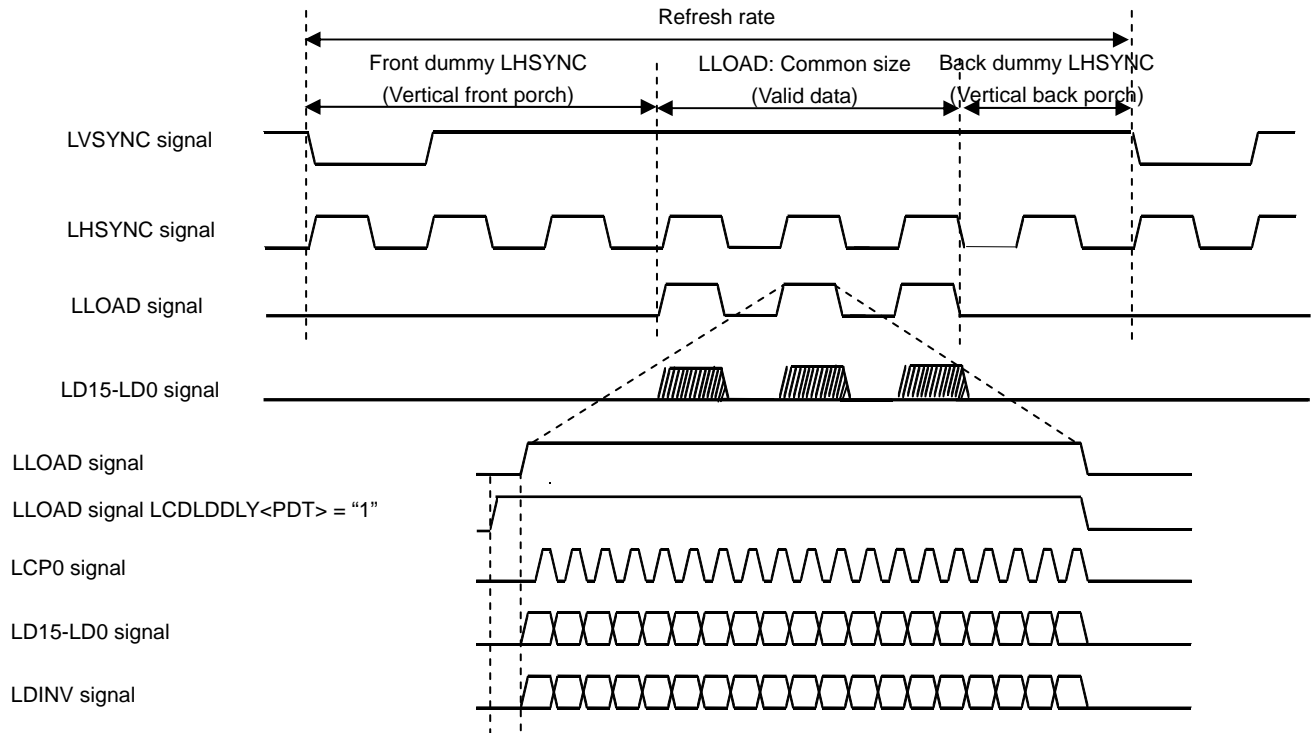 Refresh rate
Front dummy LHSYNC
(Vertical front porch)
LLOAD: Common size
(Valid data)
Back dummy LHSYNC
(Vertical back porch)
LVSYNC signal
LHSYNC signal
LLOAD signal
LD15-LD0 signal
LLOAD signal
LLOAD signal LCDLDDLY<PDT> = “1”
LCP0 signal
LD15-LD0 signal
LDINV signal